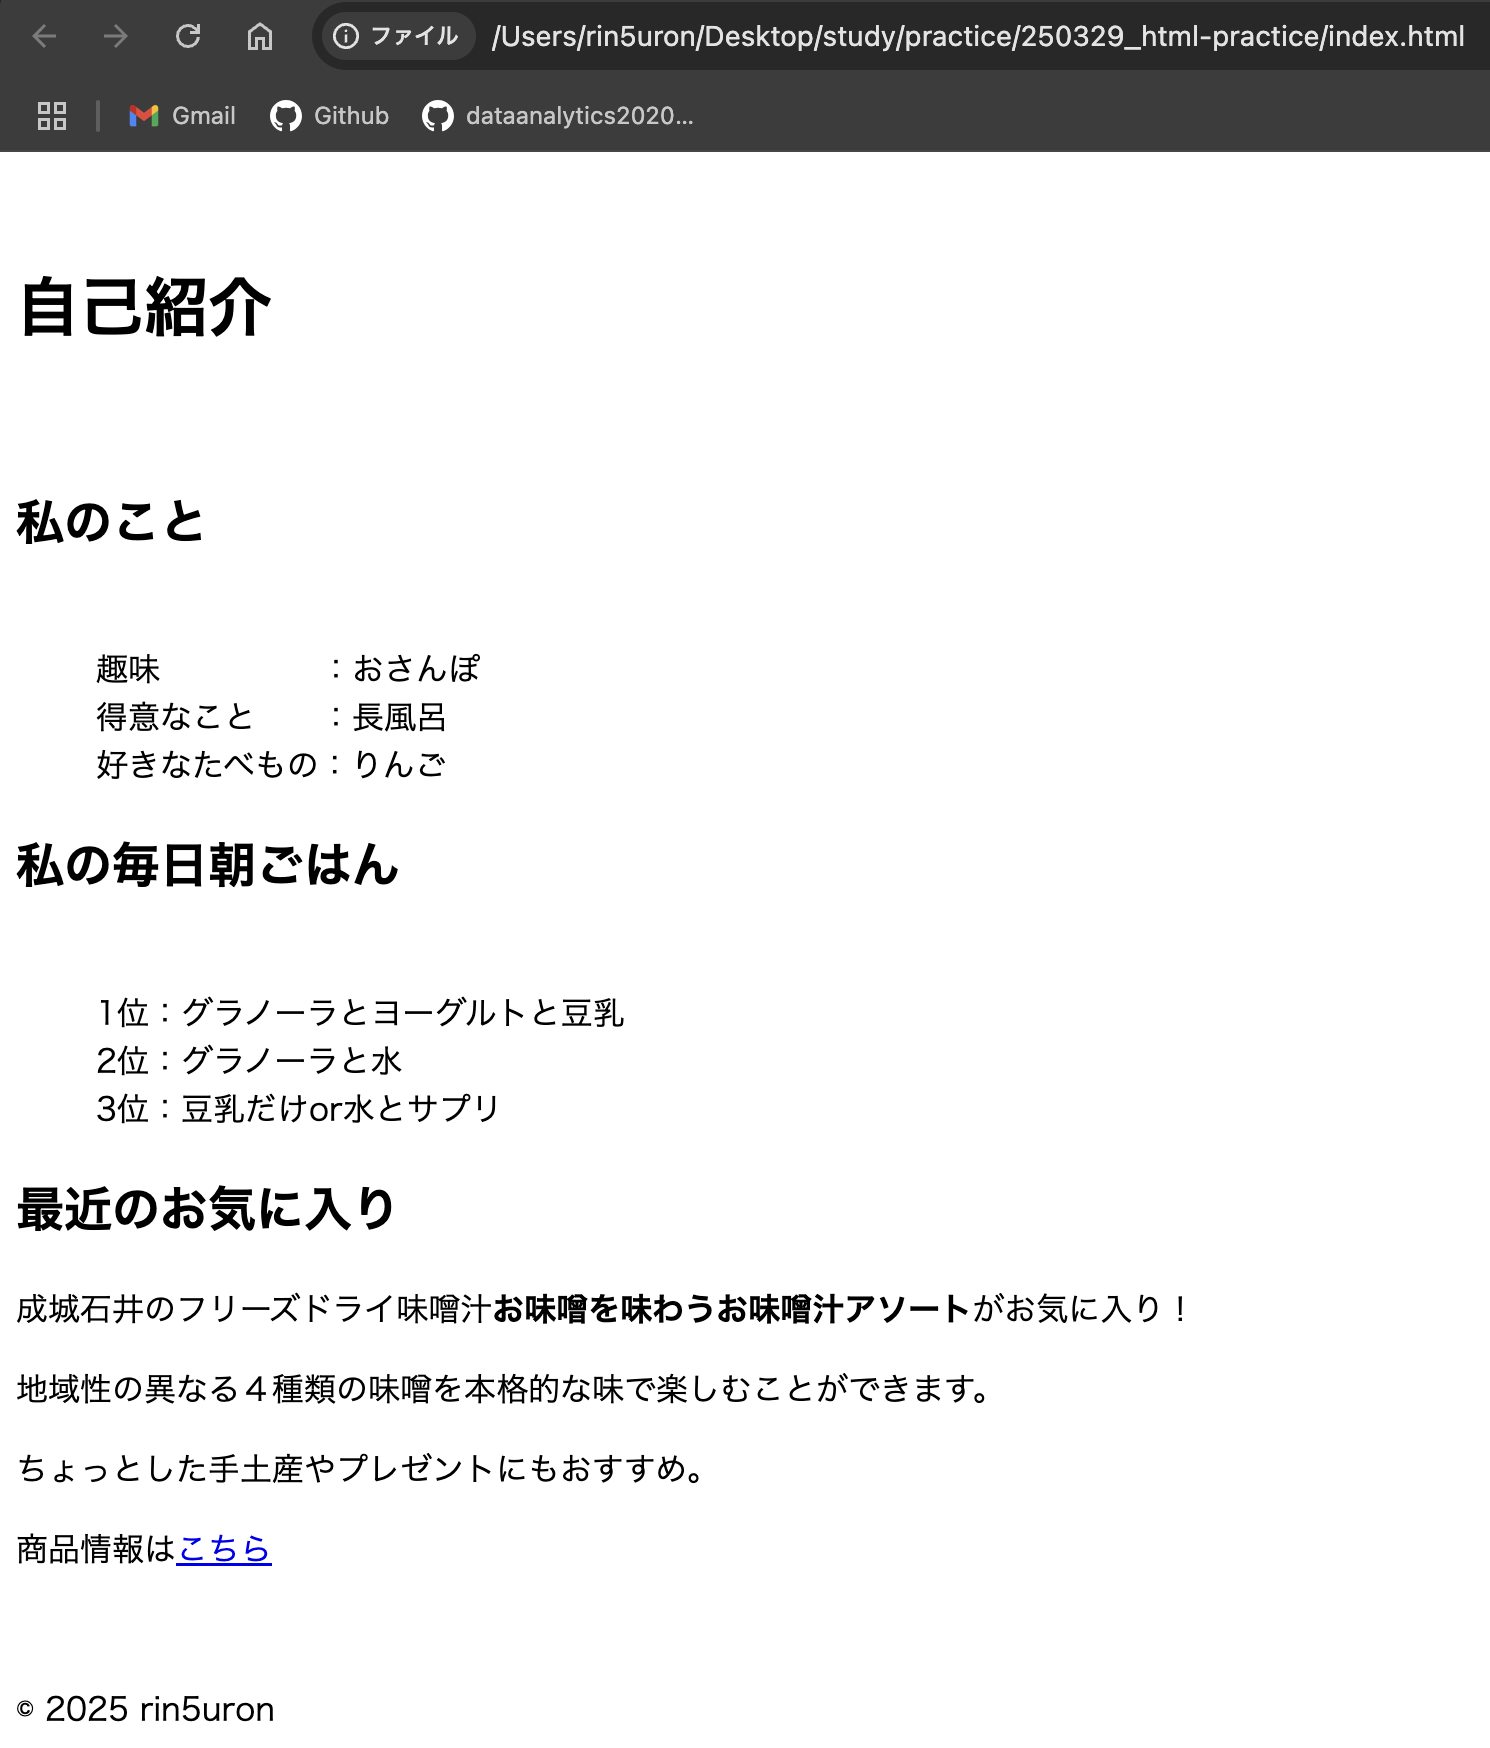 ファイル /Users/rin5uron/Desktop/study/practice/250329_html-practice/index.html
Gmail Github dataanalytics2020...
自己紹介
私のこと
趣味　　　　　：おさんぽ
得意なこと　　：長風呂
好きなたべもの：りんご
私の毎日朝ごはん
1位：グラノーラとヨーグルトと豆乳
2位：グラノーラと水
3位：豆乳だけor水とサプリ
最近のお気に入り
成城石井のフリーズドライ味噌汁お味噌を味わうお味噌汁アソートがお気に入り！
地域性の異なる４種類の味噌を本格的な味で楽しむことができます。
ちょっとした手土産やプレゼントにもおすすめ。
商品情報はこちら
© 2025 rin5uron